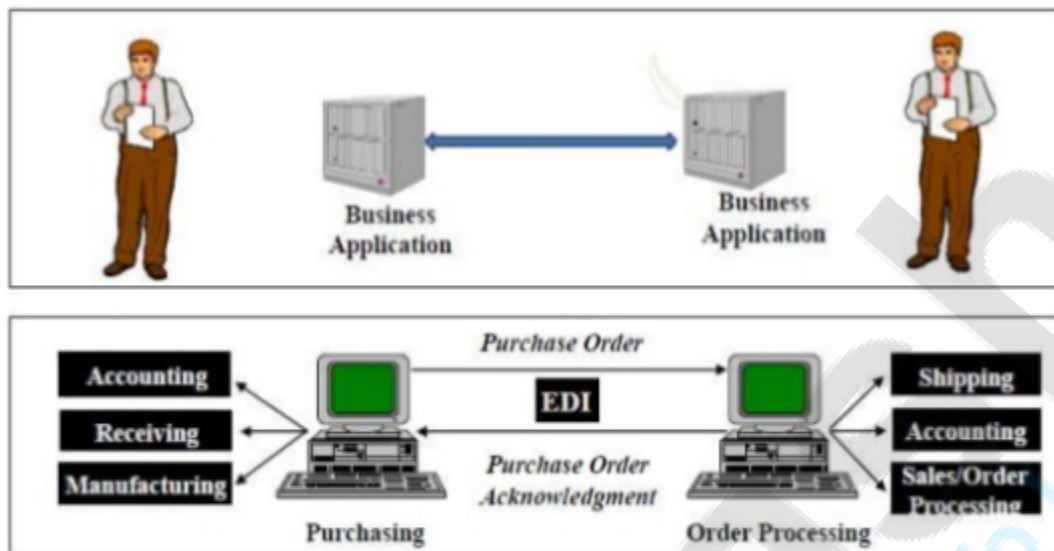 Business
Application
Business
Application
Purchase Order
Accounting
Receiving
Manufacturing
EDI
Shipping
Accounting
Sales/Order
Processing
Purchase Order
Acknowledgment
Purchasing
Order Processing